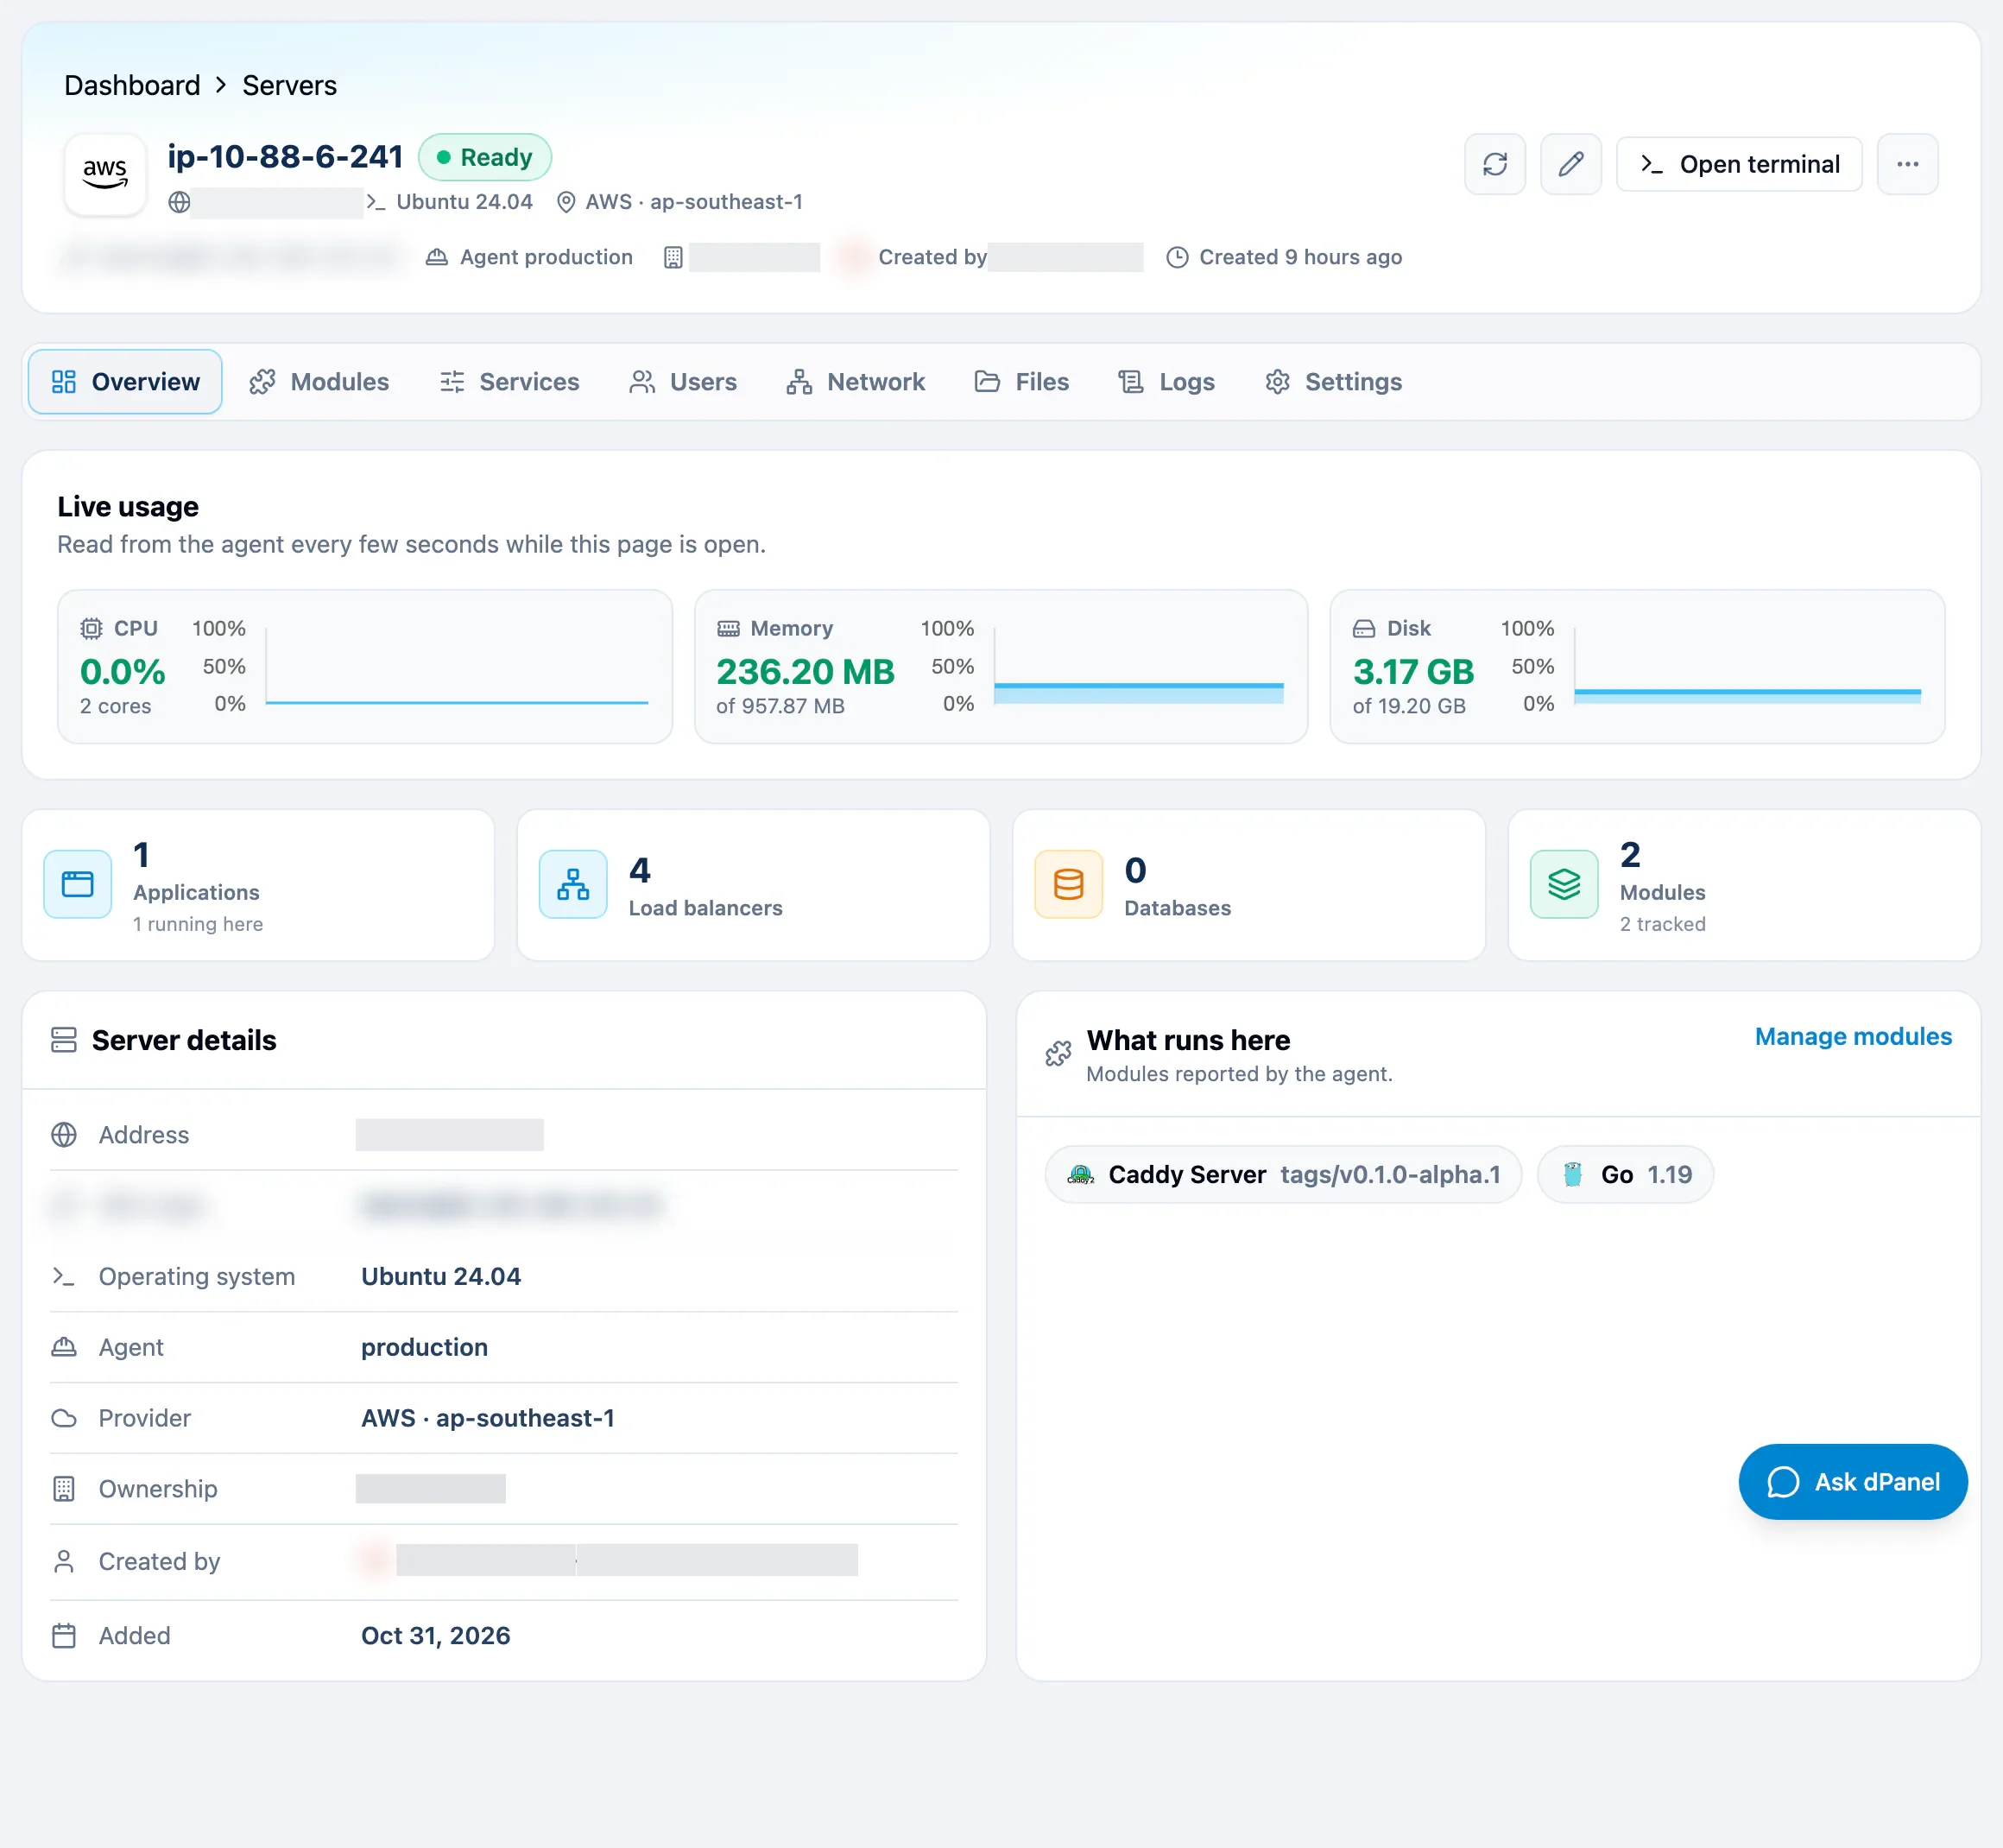 Dashboard > Servers
aws
ip-10-88-6-241 Ready
Ubuntu 24.04 AWS · ap-southeast-1
Agent production Created by Created 9 hours ago
Open terminal
Overview Modules Services Users Network Files Logs Settings
Live usage
Read from the agent every few seconds while this page is open.
CPU 100%
0.0% 50%
2 cores 0%
Memory 100%
236.20 MB 50%
of 957.87 MB 0%
Disk 100%
3.17 GB 50%
of 19.20 GB 0%
1
Applications
1 running here
4
Load balancers
0
Databases
2
Modules
2 tracked
Server details
Address
Operating system Ubuntu 24.04
Agent production
Provider AWS · ap-southeast-1
Ownership
Created by
Added Oct 31, 2026
What runs here
Modules reported by the agent.
Manage modules
Caddy Server tags/v0.1.0-alpha.1
Go 1.19
Ask dPanel